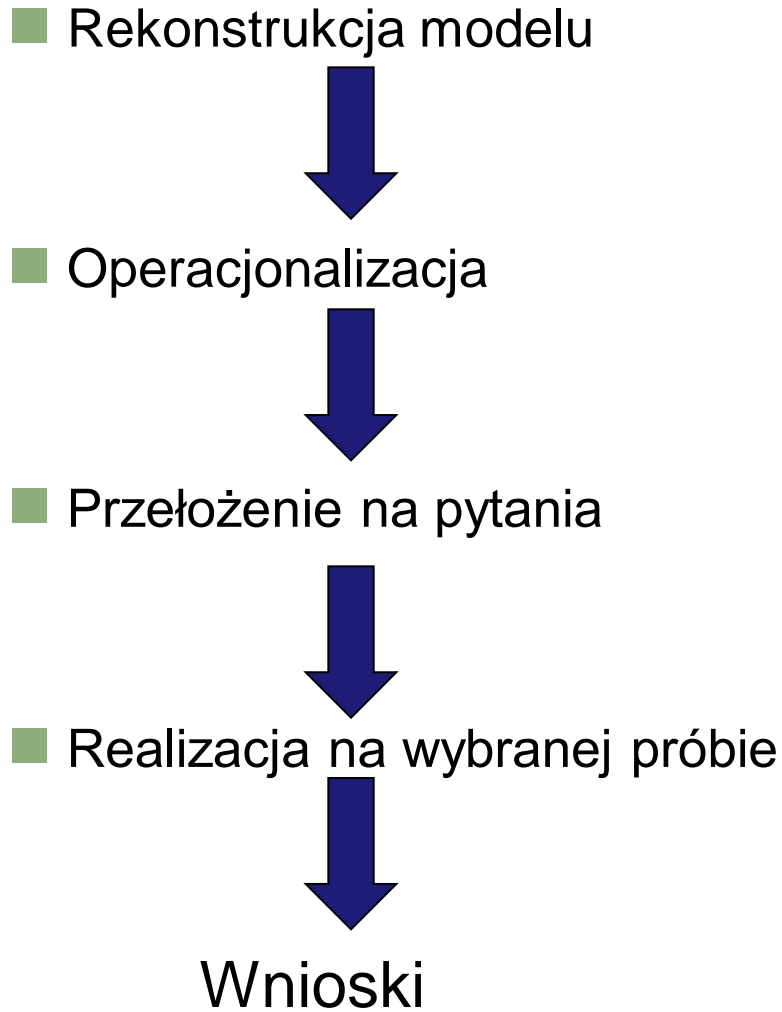 Rekonstrukcja modelu
Operacjonalizacja
Przełożenie na pytania
Realizacja na wybranej próbie
Wnioski